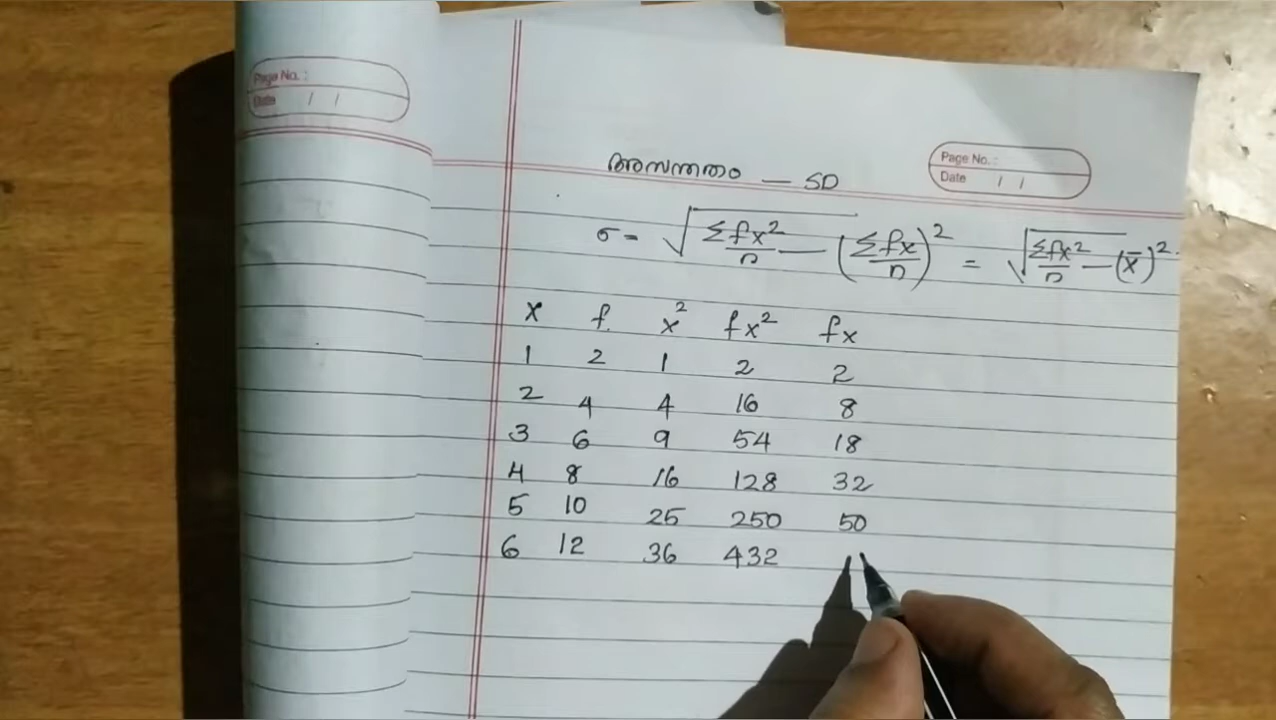 Page No. :
Date / /
Page No. :
Date / /
അസന്തതം — SD
σ = √(Σfx²/n — (Σfx/n)²) = √(Σfx²/n — (x̄)²)
x f x² fx² fx
1 2 1 2 2
2 4 4 16 8
3 6 9 54 18
4 8 16 128 32
5 10 25 250 50
6 12 36 432